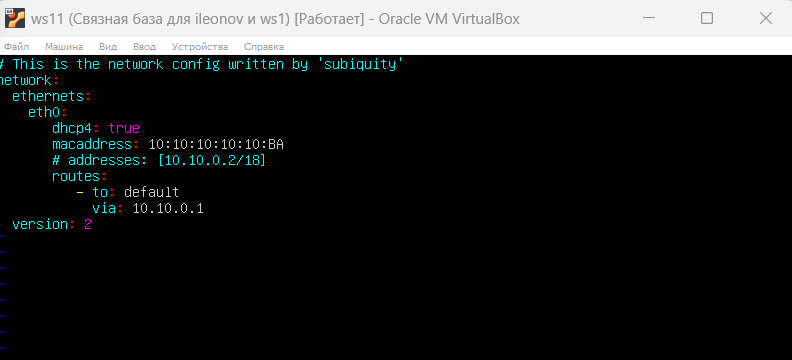 ws11 (Связная база для ileonov и ws1) [Работает] - Oracle VM VirtualBox
Файл Машина Вид Ввод Устройства Справка
# This is the network config written by 'subiquity'
network:
  ethernets:
    eth0:
       dhcp4: true
       macaddress: 10:10:10:10:10:BA
       # addresses: [10.10.0.2/18]
       routes:
          - to: default
            via: 10.10.0.1
  version: 2
~
~
~
~
~
~
~
~